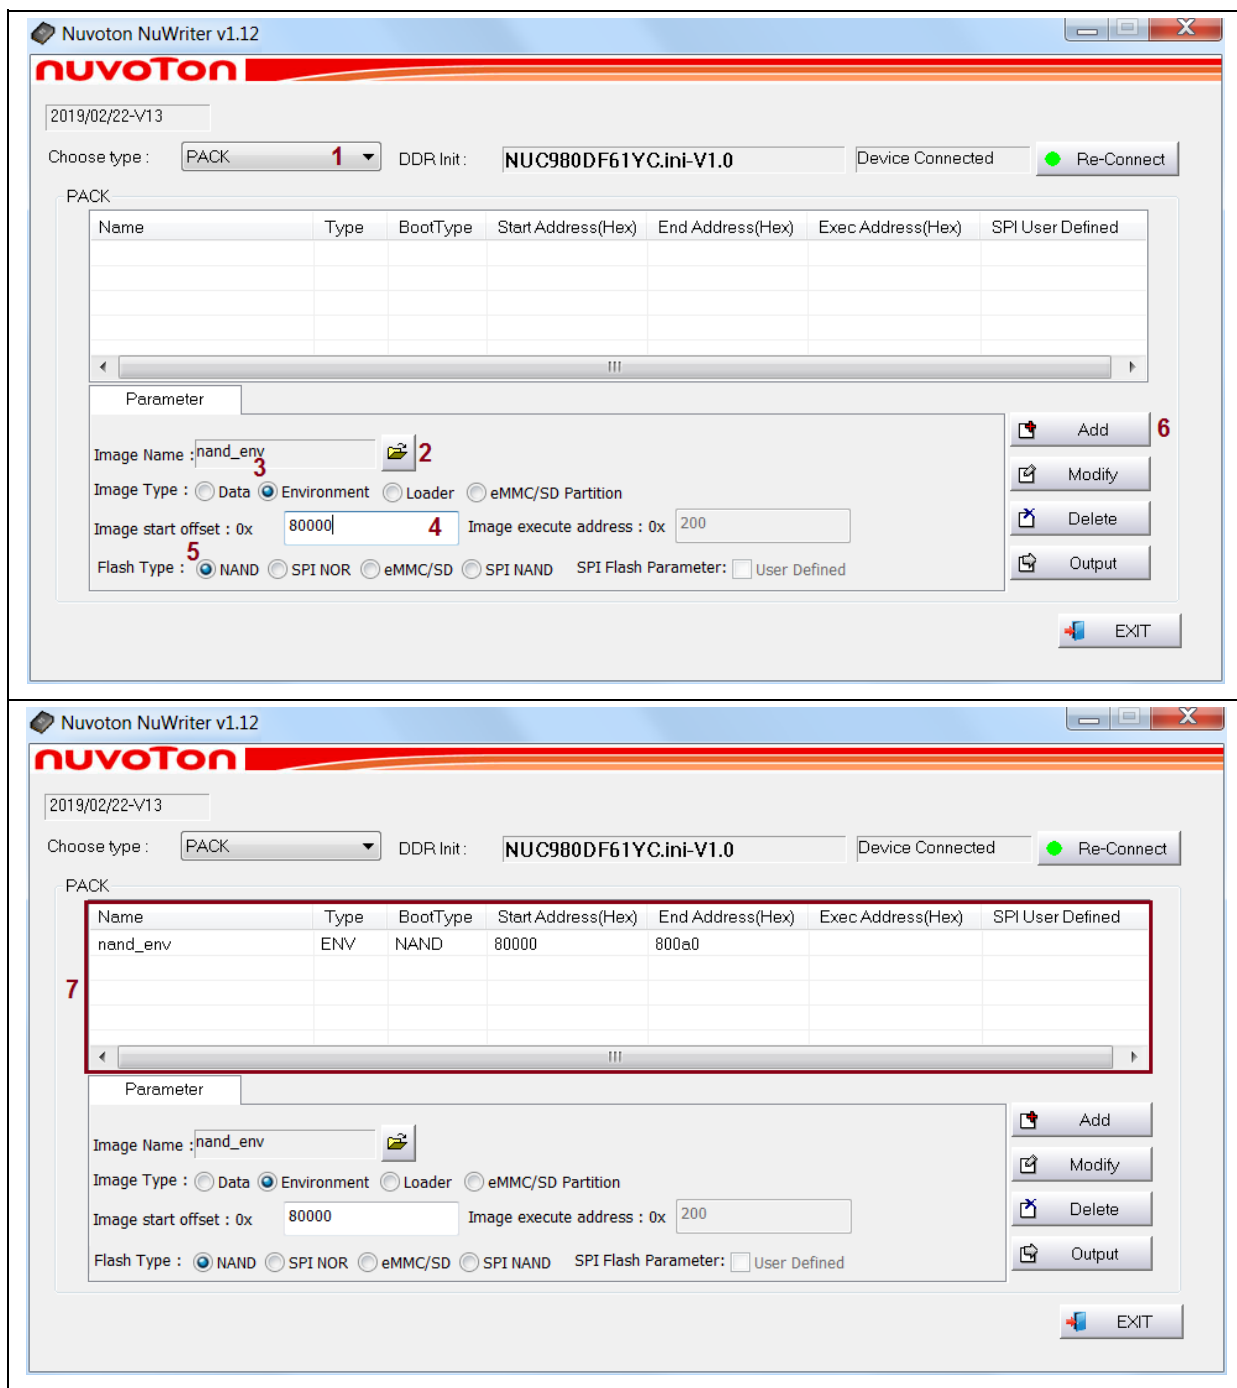 Nuvoton NuWriter v1.12
nuvoTon
2019/02/22-V13
Choose type : PACK 1 DDR Init : NUC980DF61YC.ini-V1.0 Device Connected Re-Connect
PACK
Name Type BootType Start Address(Hex) End Address(Hex) Exec Address(Hex) SPI User Defined
Parameter
Image Name : nand_env 2
3
Image Type : Data Environment Loader eMMC/SD Partition
Image start offset : 0x 80000 4 Image execute address : 0x 200
5
Flash Type : NAND SPI NOR eMMC/SD SPI NAND SPI Flash Parameter: User Defined
Add 6
Modify
Delete
Output
EXIT
Nuvoton NuWriter v1.12
nuvoTon
2019/02/22-V13
Choose type : PACK DDR Init : NUC980DF61YC.ini-V1.0 Device Connected Re-Connect
PACK
Name Type BootType Start Address(Hex) End Address(Hex) Exec Address(Hex) SPI User Defined
nand_env ENV NAND 80000 800a0
7
Parameter
Image Name : nand_env
Image Type : Data Environment Loader eMMC/SD Partition
Image start offset : 0x 80000 Image execute address : 0x 200
Flash Type : NAND SPI NOR eMMC/SD SPI NAND SPI Flash Parameter: User Defined
Add
Modify
Delete
Output
EXIT